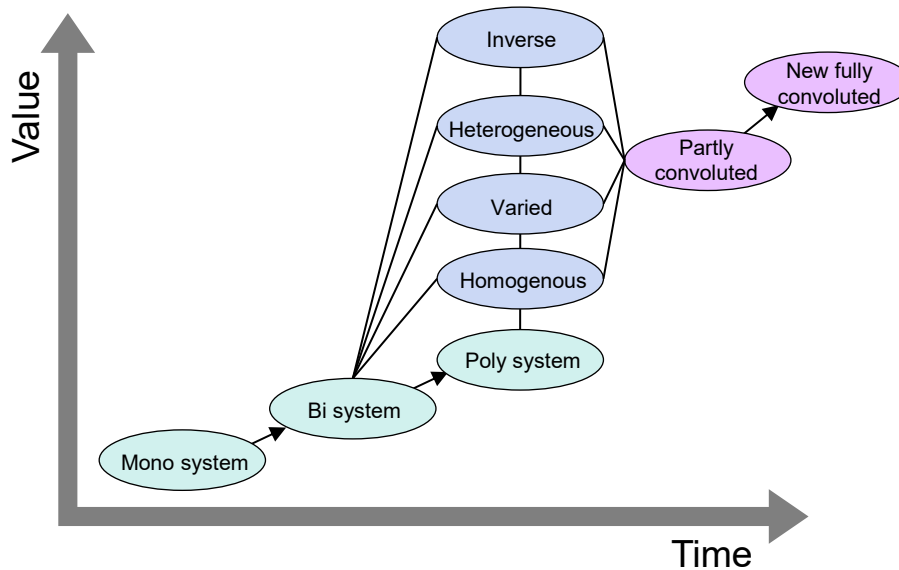 Value
Inverse
Heterogeneous
Varied
Homogenous
Poly system
Bi system
Mono system
Partly
convoluted
New fully
convoluted
Time